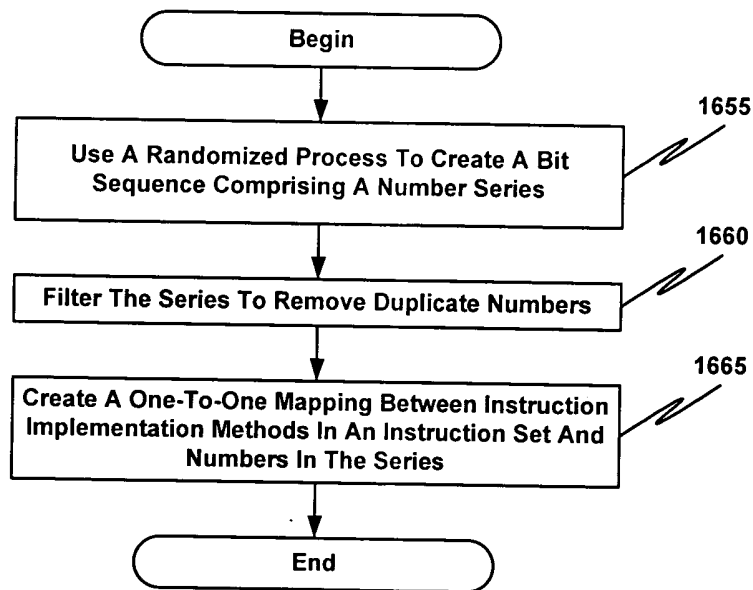 Begin
1655
Use A Randomized Process To Create A Bit
Sequence Comprising A Number Series
1660
Filter The Series To Remove Duplicate Numbers
1665
Create A One-To-One Mapping Between Instruction
Implementation Methods In An Instruction Set And
Numbers In The Series
End